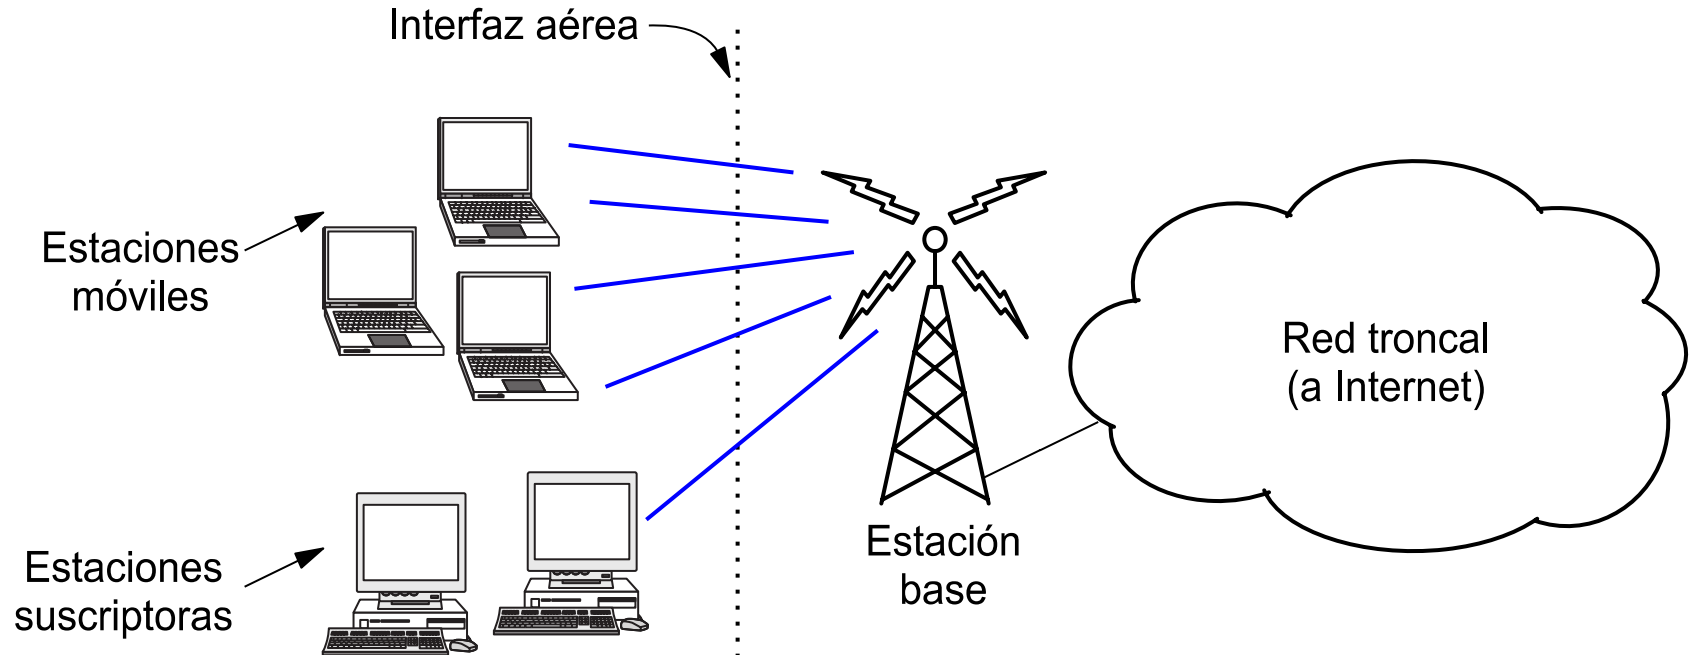 Interfaz aérea
Estaciones
móviles
Red troncal
(a Internet)
Estación
base
Estaciones
suscriptoras